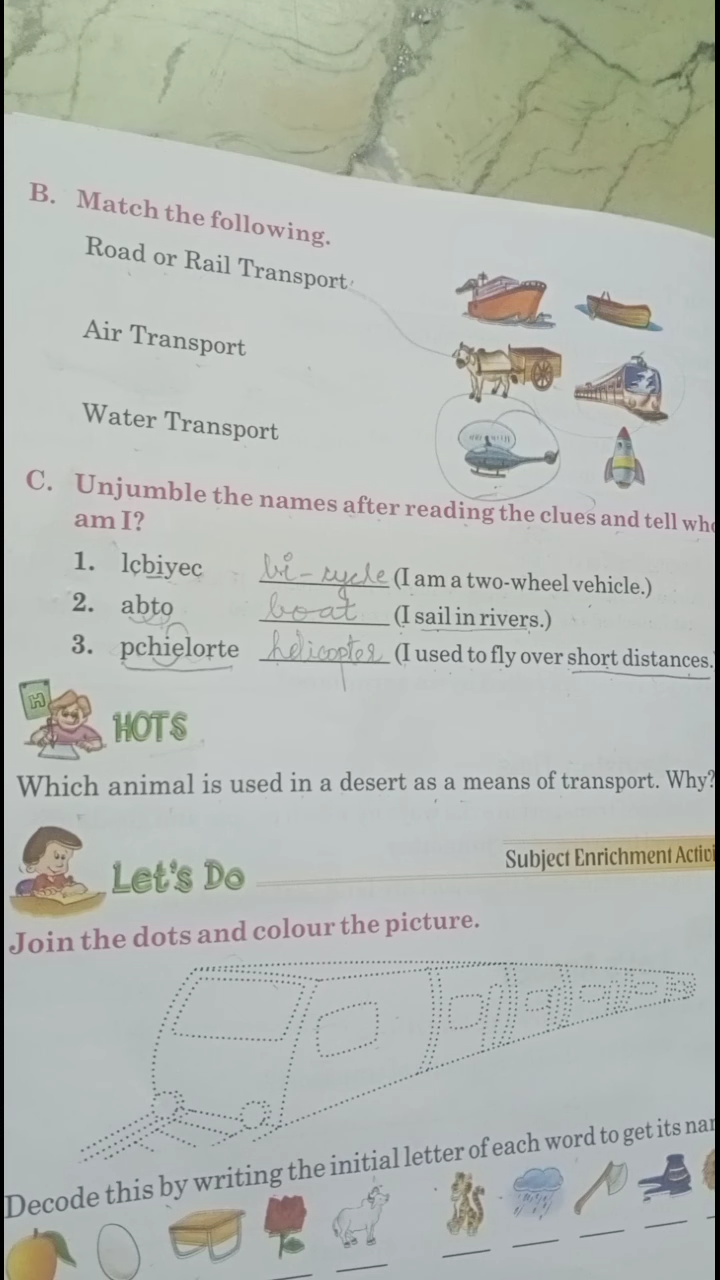 B. Match the following.
Road or Rail Transport
Air Transport
Water Transport
C. Unjumble the names after reading the clues and tell who
am I?
1. lcbiyec bi-cycle (I am a two-wheel vehicle.)
2. abto boat (I sail in rivers.)
3. pchielorte helicopter (I used to fly over short distances.
H
HOTS
Which animal is used in a desert as a means of transport. Why?
Let's Do
Subject Enrichment Activi
Join the dots and colour the picture.
Decode this by writing the initial letter of each word to get its nam